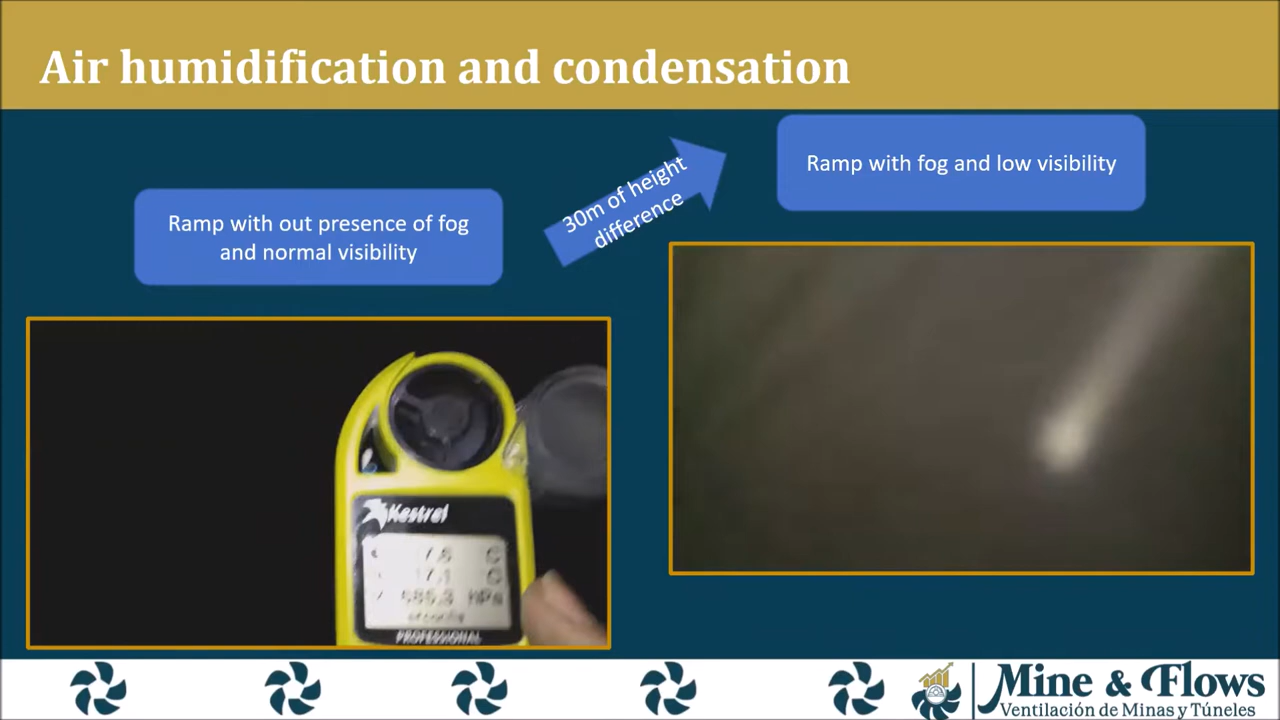 Air humidification and condensation
Ramp with out presence of fog
and normal visibility
30m of height
difference
Ramp with fog and low visibility
Kestrel
C
C
HPa
PROFESSIONAL
Mine & Flows
Ventilación de Minas y Túneles